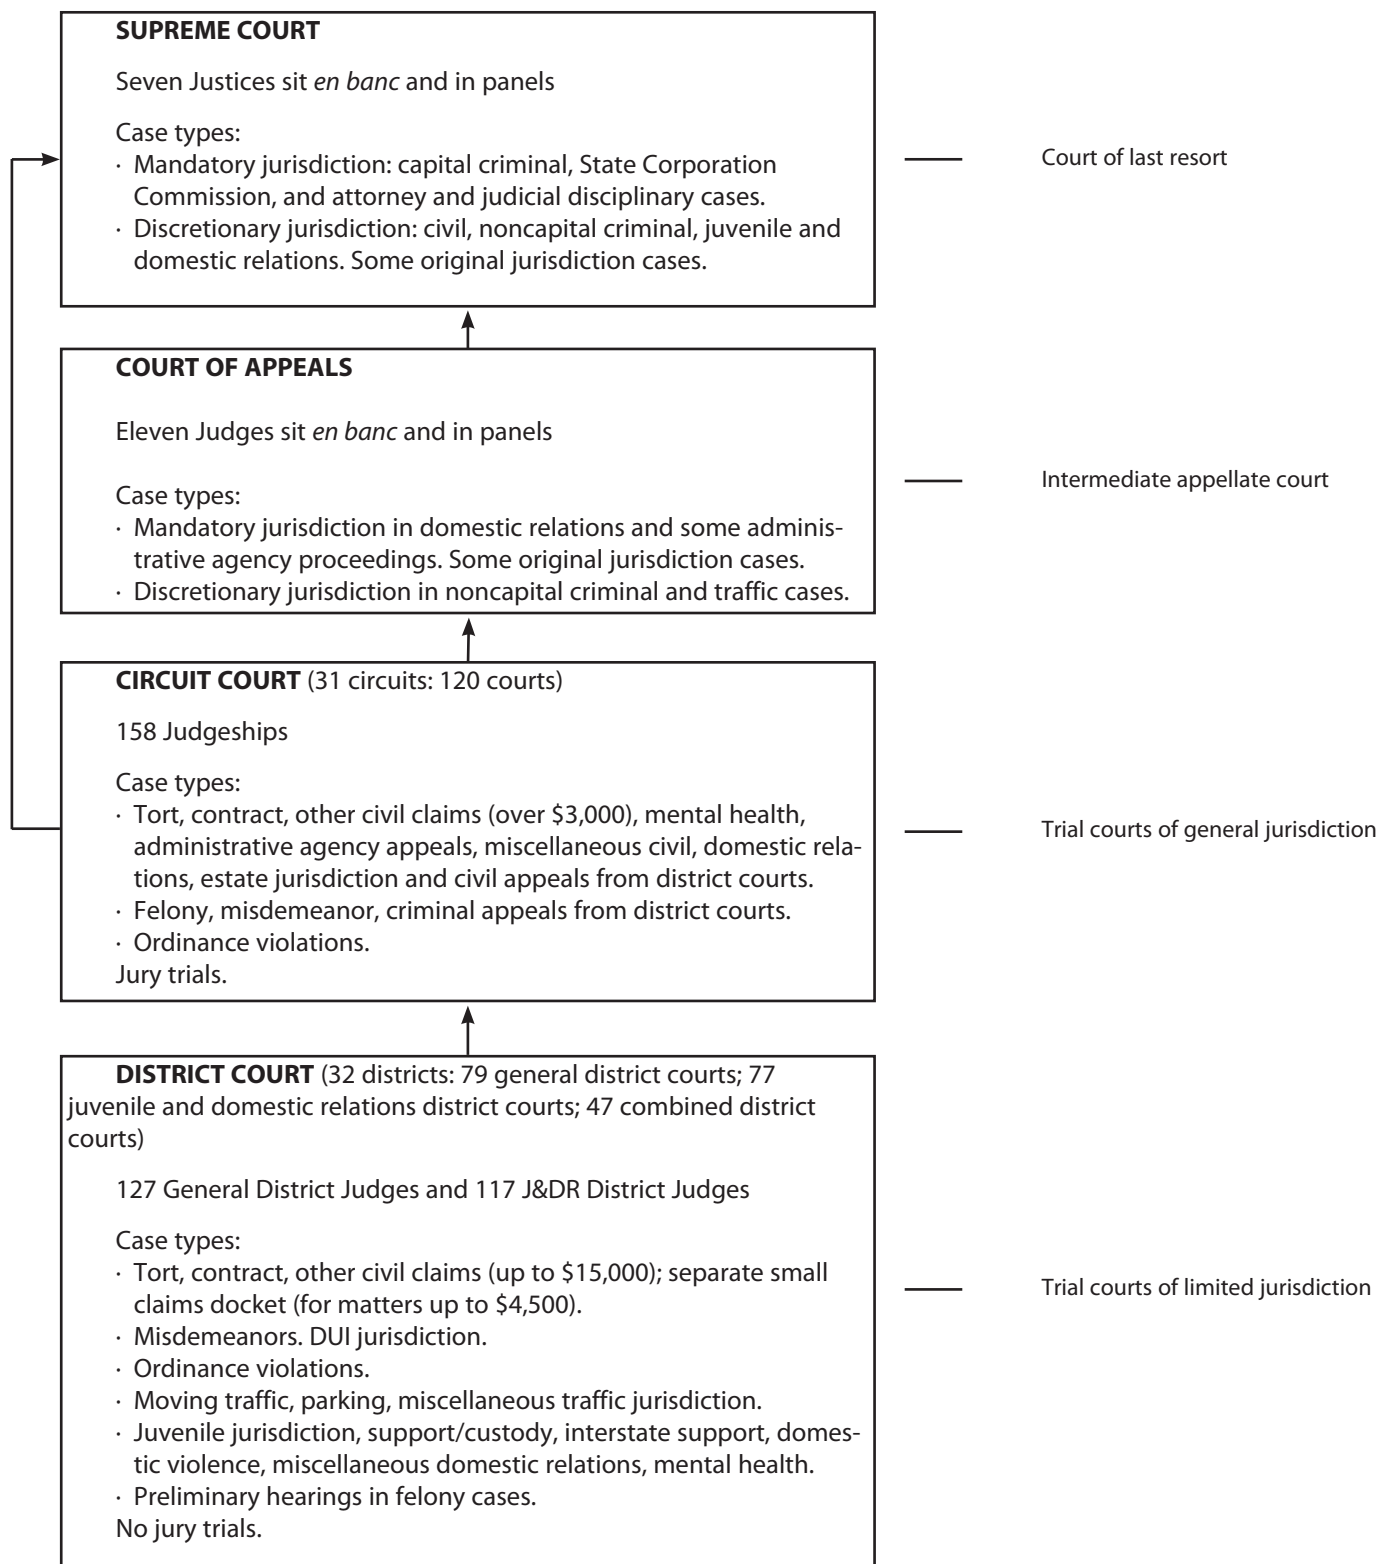 SUPREME COURT
Seven Justices sit en banc and in panels
Case types:
· Mandatory jurisdiction: capital criminal, State Corporation
Commission, and attorney and judicial disciplinary cases.
· Discretionary jurisdiction: civil, noncapital criminal, juvenile and
domestic relations. Some original jurisdiction cases.
Court of last resort
COURT OF APPEALS
Eleven Judges sit en banc and in panels
Case types:
· Mandatory jurisdiction in domestic relations and some adminis-
trative agency proceedings. Some original jurisdiction cases.
· Discretionary jurisdiction in noncapital criminal and traffic cases.
Intermediate appellate court
CIRCUIT COURT (31 circuits: 120 courts)
158 Judgeships
Case types:
· Tort, contract, other civil claims (over $3,000), mental health,
administrative agency appeals, miscellaneous civil, domestic rela-
tions, estate jurisdiction and civil appeals from district courts.
· Felony, misdemeanor, criminal appeals from district courts.
· Ordinance violations.
Jury trials.
Trial courts of general jurisdiction
DISTRICT COURT (32 districts: 79 general district courts; 77
juvenile and domestic relations district courts; 47 combined district
courts)
127 General District Judges and 117 J&DR District Judges
Case types:
· Tort, contract, other civil claims (up to $15,000); separate small
claims docket (for matters up to $4,500).
· Misdemeanors. DUI jurisdiction.
· Ordinance violations.
· Moving traffic, parking, miscellaneous traffic jurisdiction.
· Juvenile jurisdiction, support/custody, interstate support, domes-
tic violence, miscellaneous domestic relations, mental health.
· Preliminary hearings in felony cases.
No jury trials.
Trial courts of limited jurisdiction